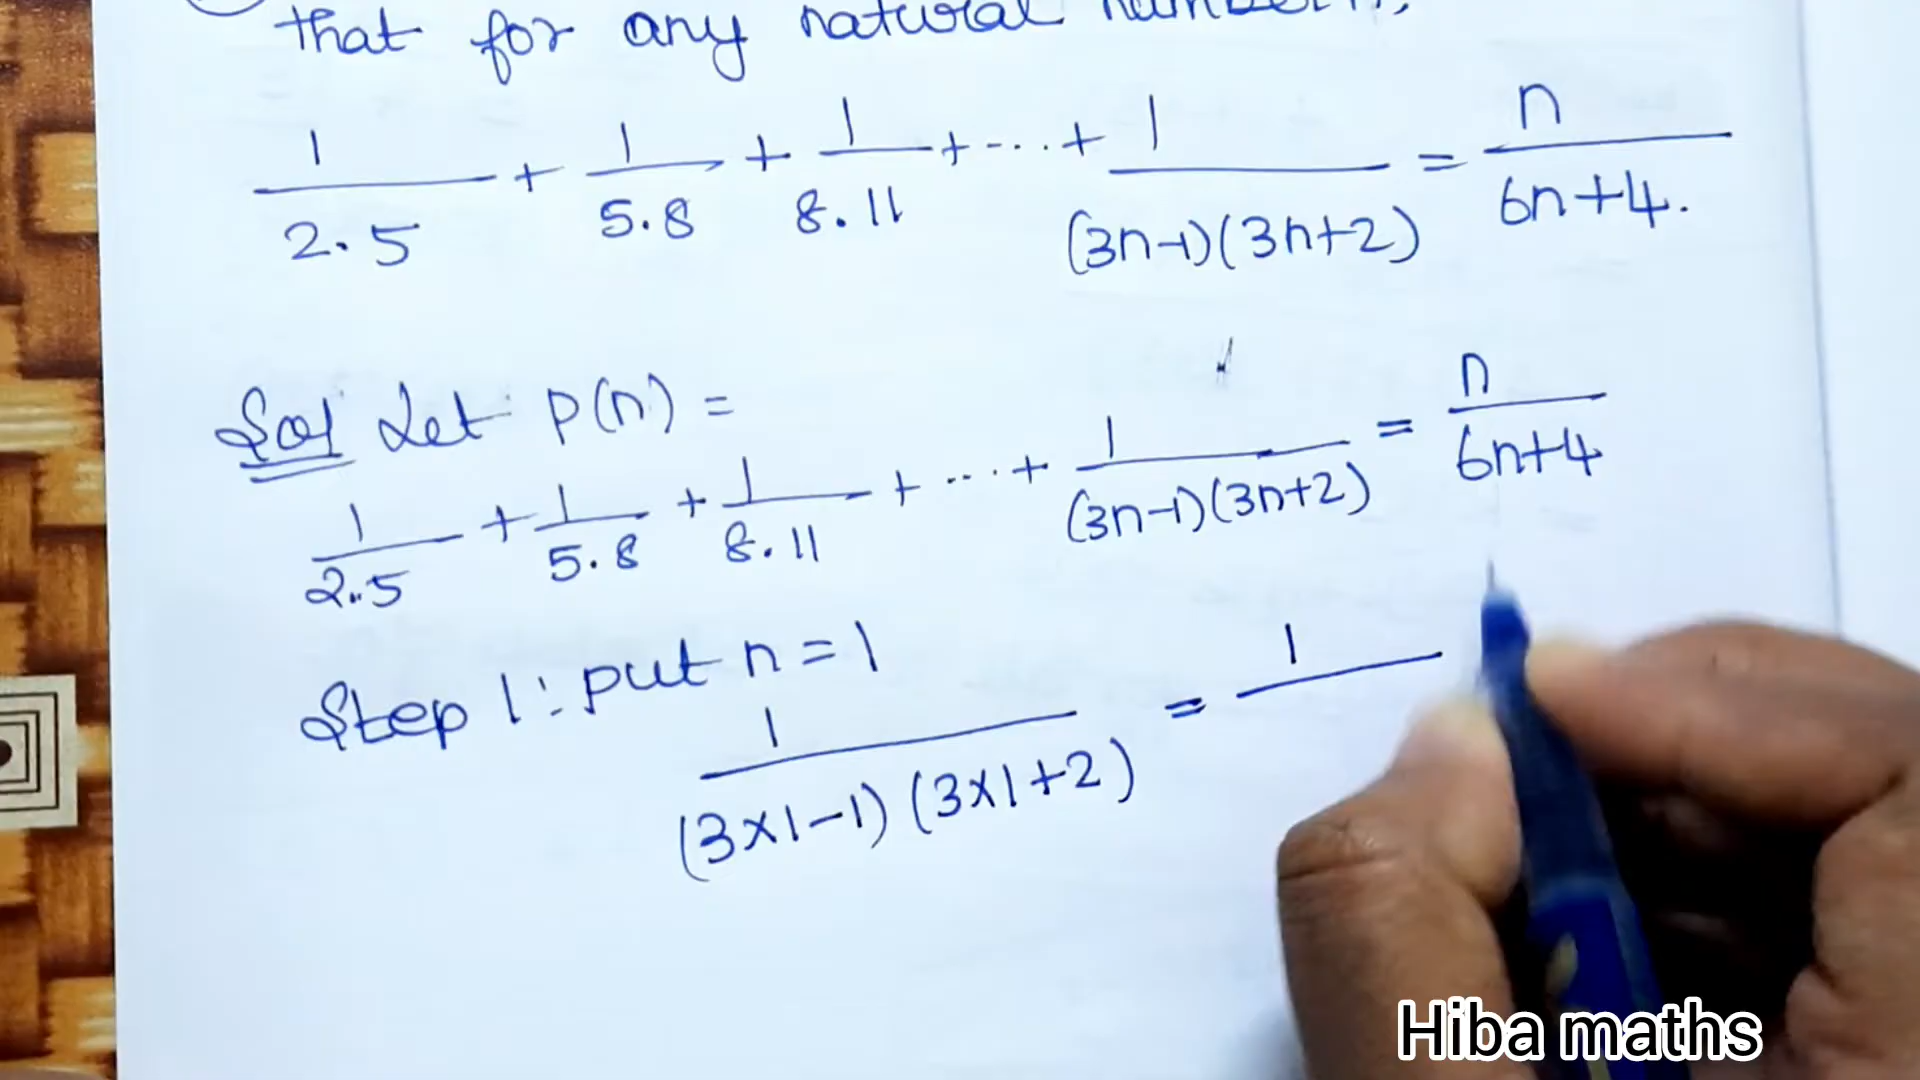 that for any natural number n,
1/2.5 + 1/5.8 + 1/8.11 + ... + 1/(3n-1)(3n+2) = n/6n+4.
Sol Let P(n) =
1/2.5 + 1/5.8 + 1/8.11 + ... + 1/(3n-1)(3n+2) = n/6n+4
Step 1: put n = 1
1/(3×1-1)(3×1+2) = 1/
Hiba maths